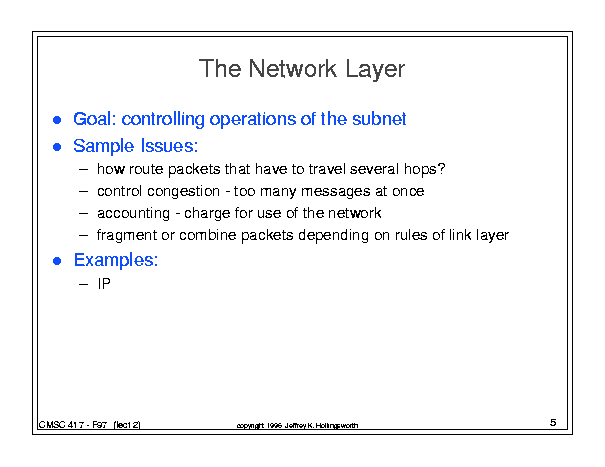 The Network Layer
● Goal: controlling operations of the subnet
● Sample Issues:
– how route packets that have to travel several hops?
– control congestion - too many messages at once
– accounting - charge for use of the network
– fragment or combine packets depending on rules of link layer
● Examples:
– IP
CMSC 417 - F97 (lect2)
copyright 1996 Jeffrey K. Hollingsworth
5